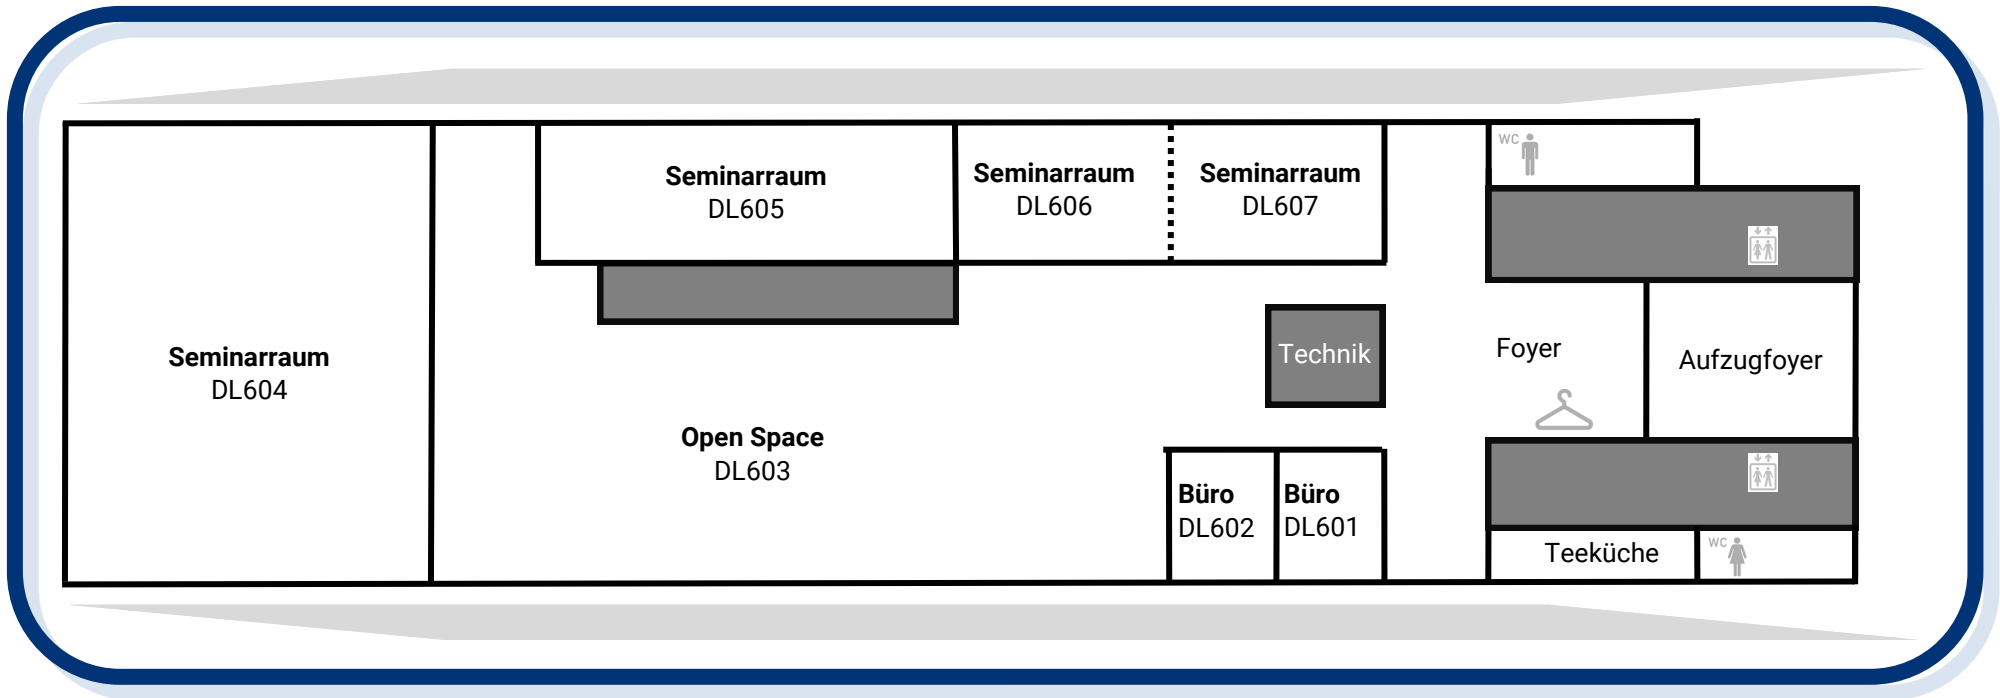 WC
Seminarraum
DL605
Seminarraum
DL606
Seminarraum
DL607
Seminarraum
DL604
Technik
Foyer
Aufzugfoyer
Open Space
DL603
Büro
DL602
Büro
DL601
Teeküche
WC